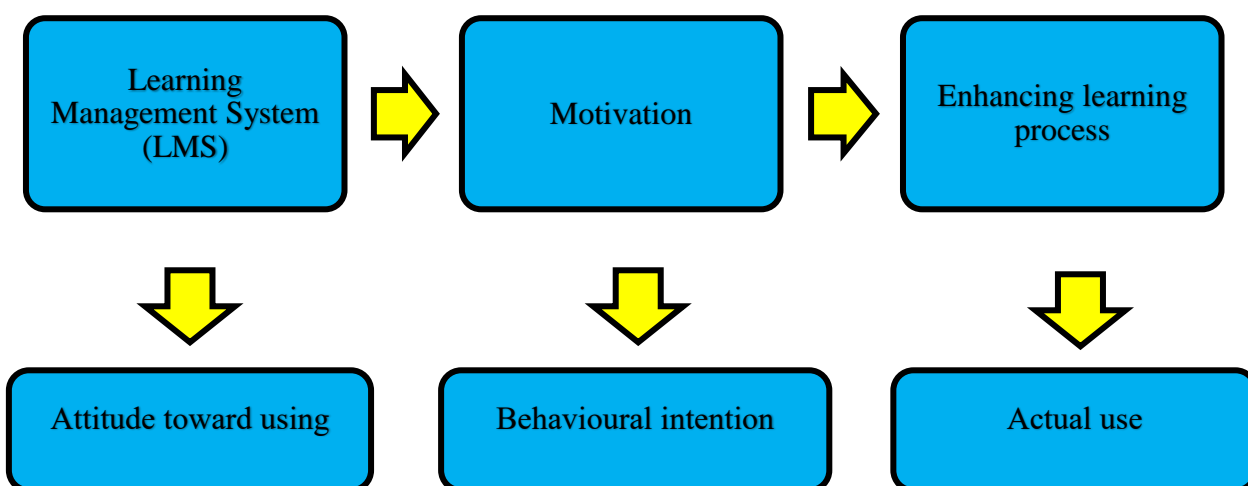 Learning
Management System
(LMS)
Motivation
Enhancing learning
process
Attitude toward using
Behavioural intention
Actual use